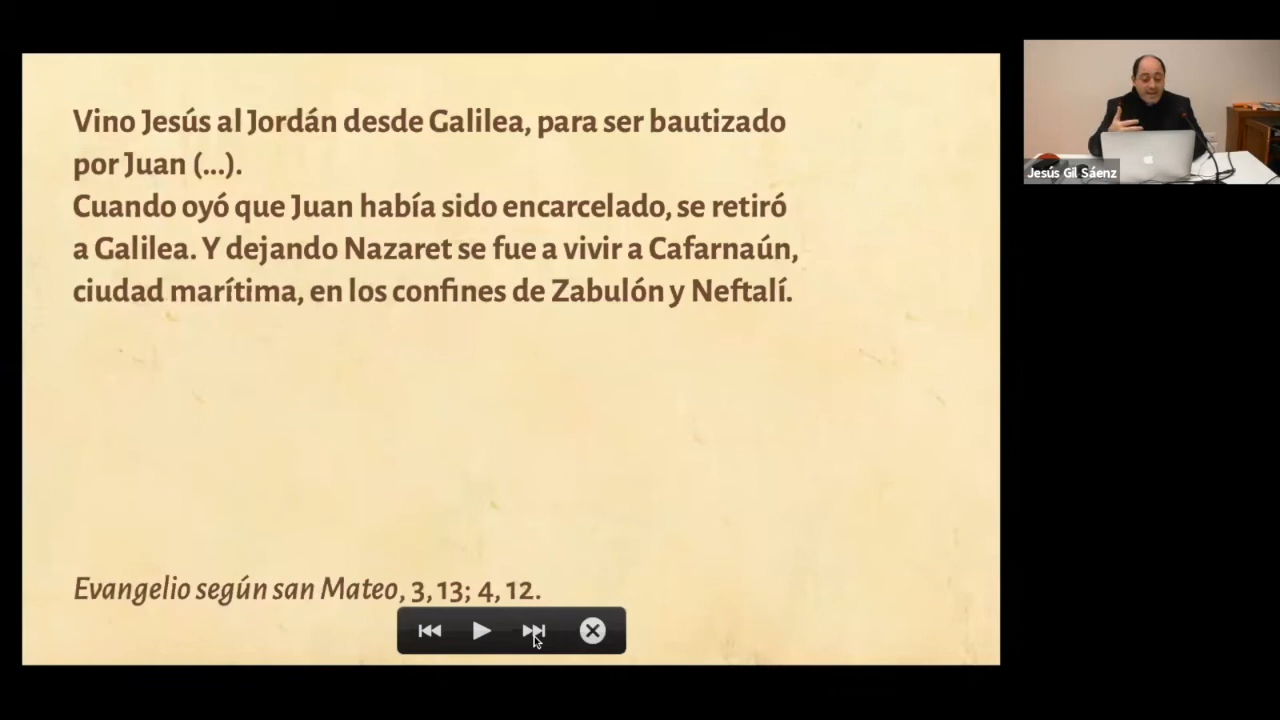 Vino Jesús al Jordán desde Galilea, para ser bautizado
por Juan (...).
Cuando oyó que Juan había sido encarcelado, se retiró
a Galilea. Y dejando Nazaret se fue a vivir a Cafarnaún,
ciudad marítima, en los confines de Zabulón y Neftalí.
Evangelio según san Mateo, 3, 13; 4, 12.
Jesús Gil Sáenz